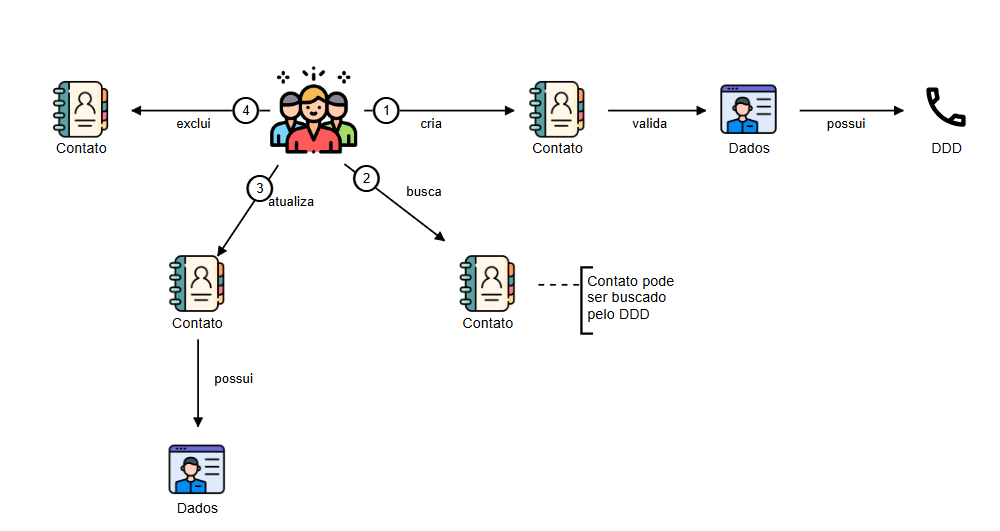 4
exclui
Contato
1
cria
Contato
valida
Dados
possui
DDD
2
busca
Contato
Contato pode
ser buscado
pelo DDD
3
atualiza
Contato
possui
Dados